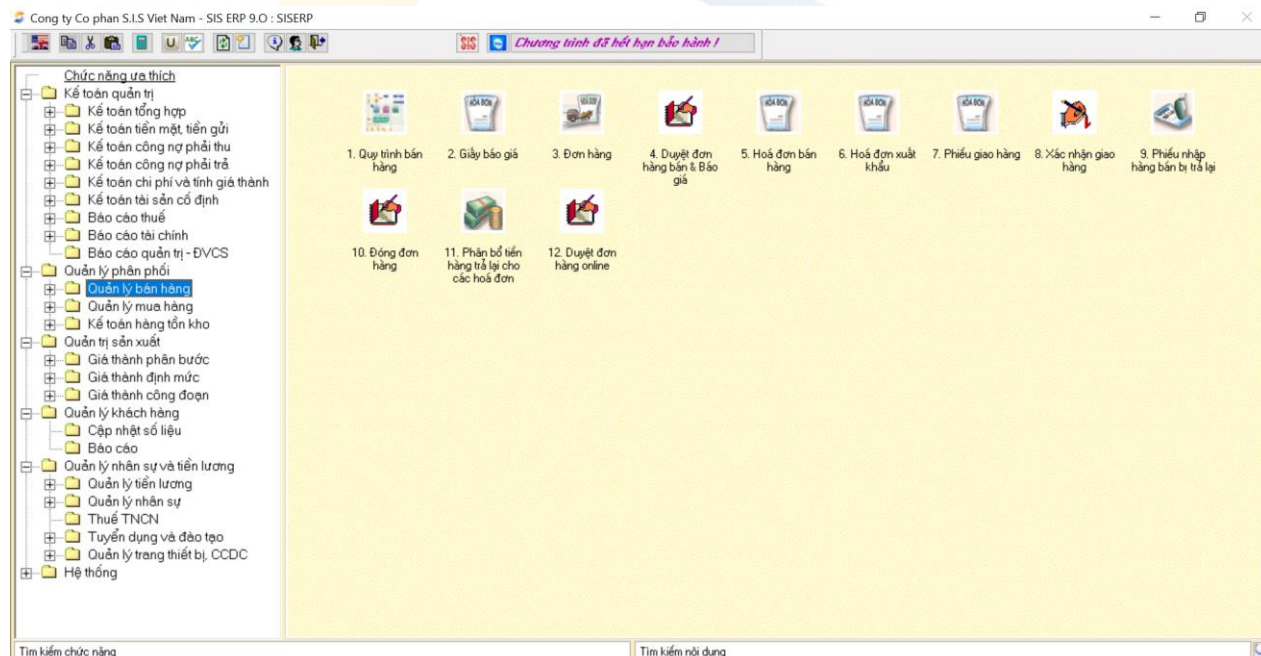 Cong ty Co phan S.I.S Viet Nam - SIS ERP 9.O : SISERP
SIS Chương trình đã hết hạn bảo hành !
Chức năng ưa thích
Kế toán quản trị
Kế toán tổng hợp
Kế toán tiền mặt, tiền gửi
Kế toán công nợ phải thu
Kế toán công nợ phải trả
Kế toán chi phí và tính giá thành
Kế toán tài sản cố định
Báo cáo thuế
Báo cáo tài chính
Báo cáo quản trị - ĐVCS
Quản lý phân phối
Quản lý bán hàng
Quản lý mua hàng
Kế toán hàng tồn kho
Quản trị sản xuất
Giá thành phân bước
Giá thành định mức
Giá thành công đoạn
Quản lý khách hàng
Cập nhật số liệu
Báo cáo
Quản lý nhân sự và tiền lương
Quản lý tiền lương
Quản lý nhân sự
Thuế TNCN
Tuyển dụng và đào tạo
Quản lý trang thiết bị, CCDC
Hệ thống
1. Quy trình bán
hàng
2. Giấy báo giá
3. Đơn hàng
4. Duyệt đơn
hàng bán & Báo
giá
5. Hoá đơn bán
hàng
6. Hoá đơn xuất
khẩu
7. Phiếu giao hàng
8. Xác nhận giao
hàng
9. Phiếu nhập
hàng bán bị trả lại
10. Đóng đơn
hàng
11. Phân bổ tiền
hàng trả lại cho
các hoá đơn
12. Duyệt đơn
hàng online
Tìm kiếm chức năng
Tìm kiếm nội dung